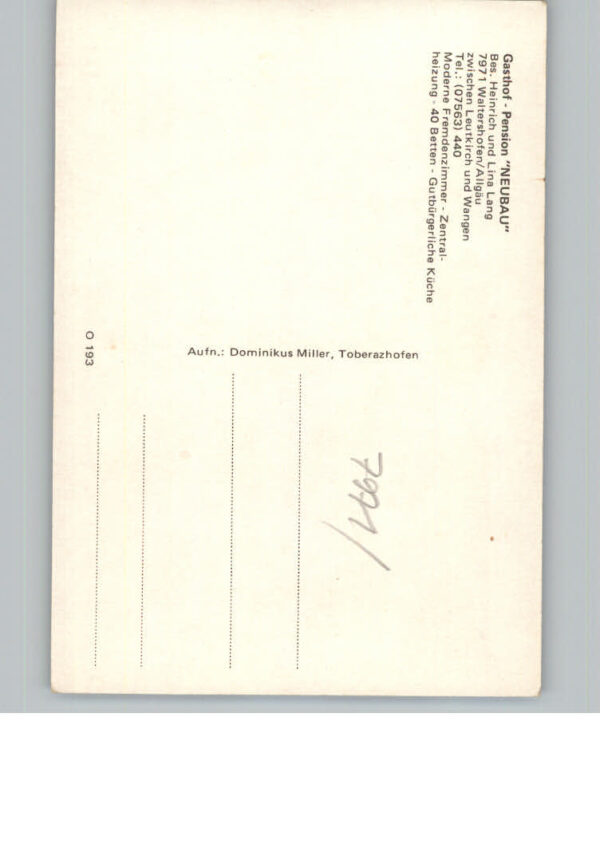 Gasthof - Pension "NEUBAU"
Bes. Heinrich und Lina Lang
7971 Waltershofen/Allgäu
zwischen Leutkirch und Wangen
Tel.: (07563) 440
Moderne Fremdenzimmer - Zentral-
heizung - 40 Betten - Gutbürgerliche Küche
Aufn.: Dominikus Miller, Toberazhofen
O 193
7971/